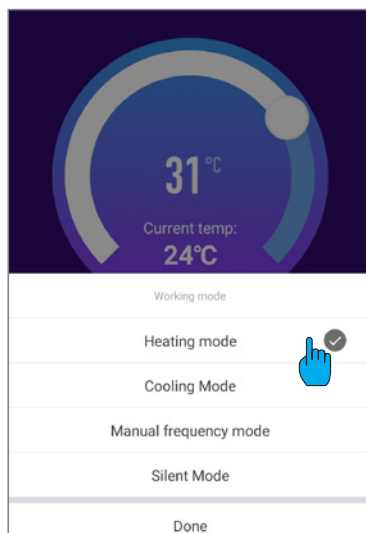 31°C
Current temp:
24°C
Working mode
Heating mode
Cooling Mode
Manual frequency mode
Silent Mode
Done